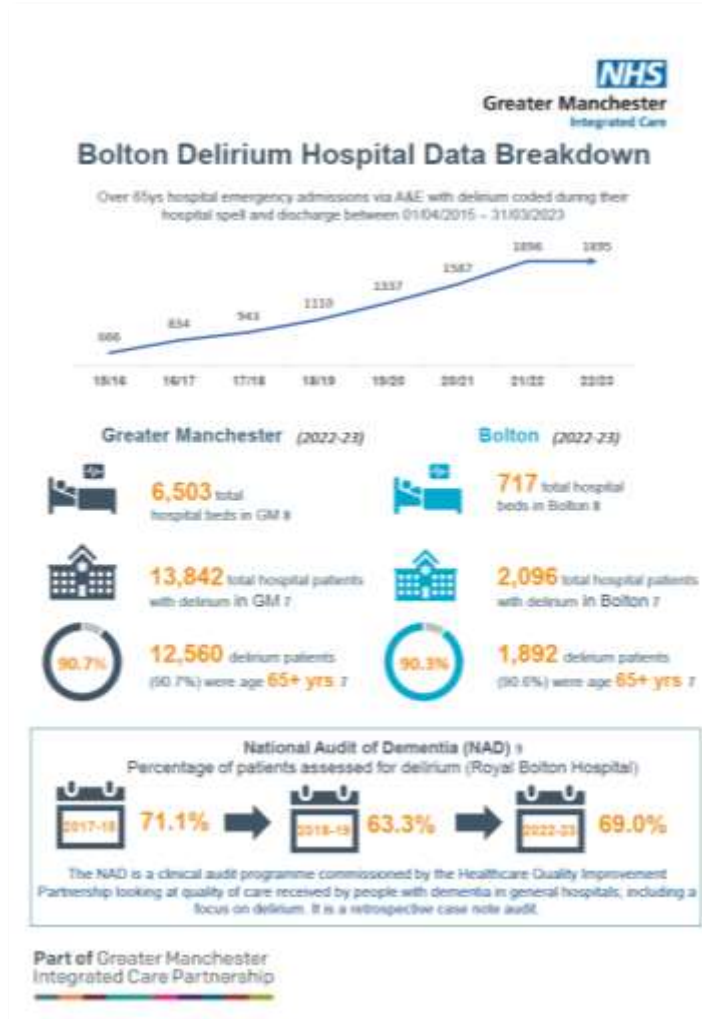 NHS
Greater Manchester
Integrated Care
Bolton Delirium Hospital Data Breakdown
Over 65ys hospital emergency admissions via A&E with delirium coded during their
hospital spell and discharge between 01/04/2015 – 31/03/2023
666
834
943
1110
1337
1587
1896
1895
15/16
16/17
17/18
18/19
19/20
20/21
21/22
22/23
Greater Manchester (2022-23)
Bolton (2022-23)
6,503 total
hospital beds in GM 8
717 total hospital
beds in Bolton 8
13,842 total hospital patients
with delirium in GM 7
2,096 total hospital patients
with delirium in Bolton 7
90.7%
12,560 delirium patients
(90.7%) were age 65+ yrs 7
90.3%
1,892 delirium patients
(90.6%) were age 65+ yrs 7
National Audit of Dementia (NAD) 9
Percentage of patients assessed for delirium (Royal Bolton Hospital)
2017-18
71.1%
2018-19
63.3%
2022-23
69.0%
The NAD is a clinical audit programme commissioned by the Healthcare Quality Improvement
Partnership looking at quality of care received by people with dementia in general hospitals, including a
focus on delirium. It is a retrospective case note audit.
Part of Greater Manchester
Integrated Care Partnership